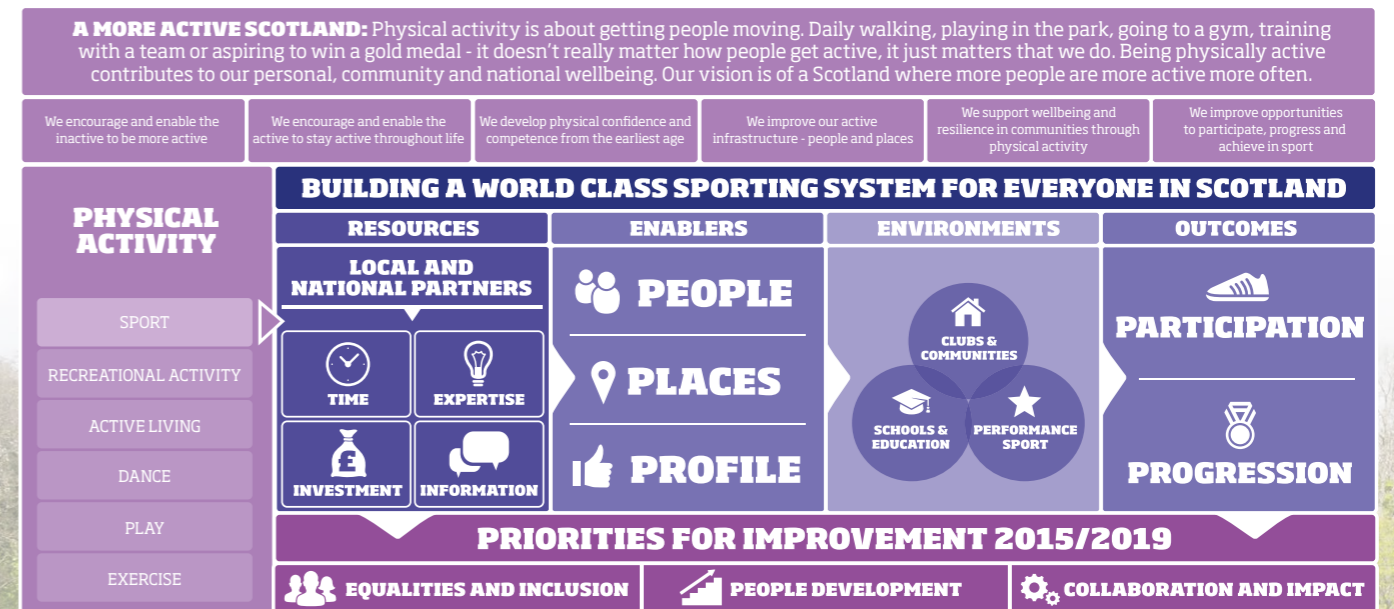 A MORE ACTIVE SCOTLAND: Physical activity is about getting people moving. Daily walking, playing in the park, going to a gym, training
with a team or aspiring to win a gold medal - it doesn't really matter how people get active, it just matters that we do. Being physically active
contributes to our personal, community and national wellbeing. Our vision is of a Scotland where more people are more active more often.
We encourage and enable the
inactive to be more active
We encourage and enable the
active to stay active throughout life
We develop physical confidence and
competence from the earliest age
We improve our active
infrastructure - people and places
We support wellbeing and
resilience in communities through
physical activity
We improve opportunities
to participate, progress and
achieve in sport
PHYSICAL
ACTIVITY
SPORT
RECREATIONAL ACTIVITY
ACTIVE LIVING
DANCE
PLAY
EXERCISE
BUILDING A WORLD CLASS SPORTING SYSTEM FOR EVERYONE IN SCOTLAND
RESOURCES
LOCAL AND
NATIONAL PARTNERS
TIME
EXPERTISE
£
INVESTMENT
INFORMATION
ENABLERS
PEOPLE
PLACES
PROFILE
ENVIRONMENTS
CLUBS &
COMMUNITIES
SCHOOLS &
EDUCATION
PERFORMANCE
SPORT
OUTCOMES
PARTICIPATION
PROGRESSION
PRIORITIES FOR IMPROVEMENT 2015/2019
EQUALITIES AND INCLUSION
PEOPLE DEVELOPMENT
COLLABORATION AND IMPACT